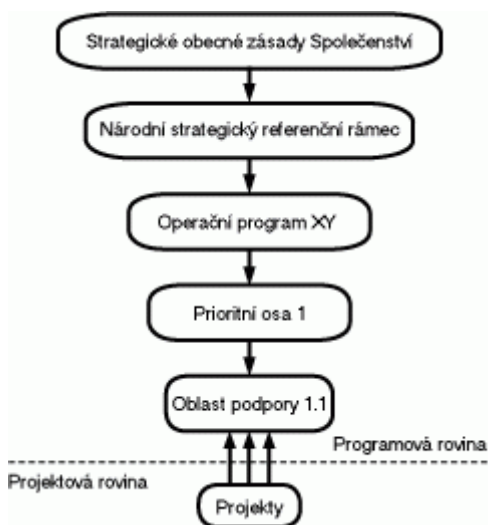 Strategické obecné zásady Společenství
Národní strategický referenční rámec
Operační program XY
Prioritní osa 1
Oblast podpory 1.1
Programová rovina
Projektová rovina
Projekty